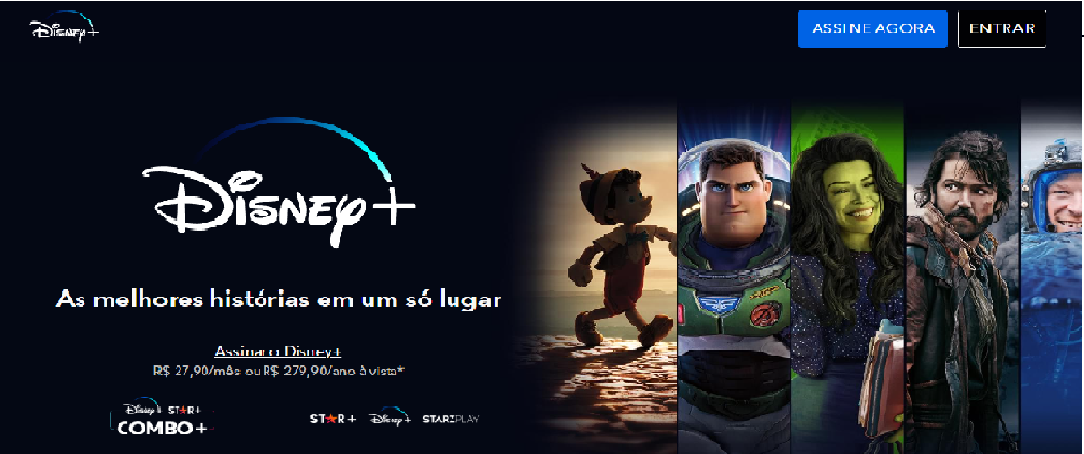 Disney+
ASSINE AGORA
ENTRAR
Disney+
As melhores histórias em um só lugar
Assinar o Disney+
R$ 27,90/mês ou R$ 279,90/ano à vista*
Disney+ STAR+
COMBO+
STAR+ Disney+ STARZPLAY